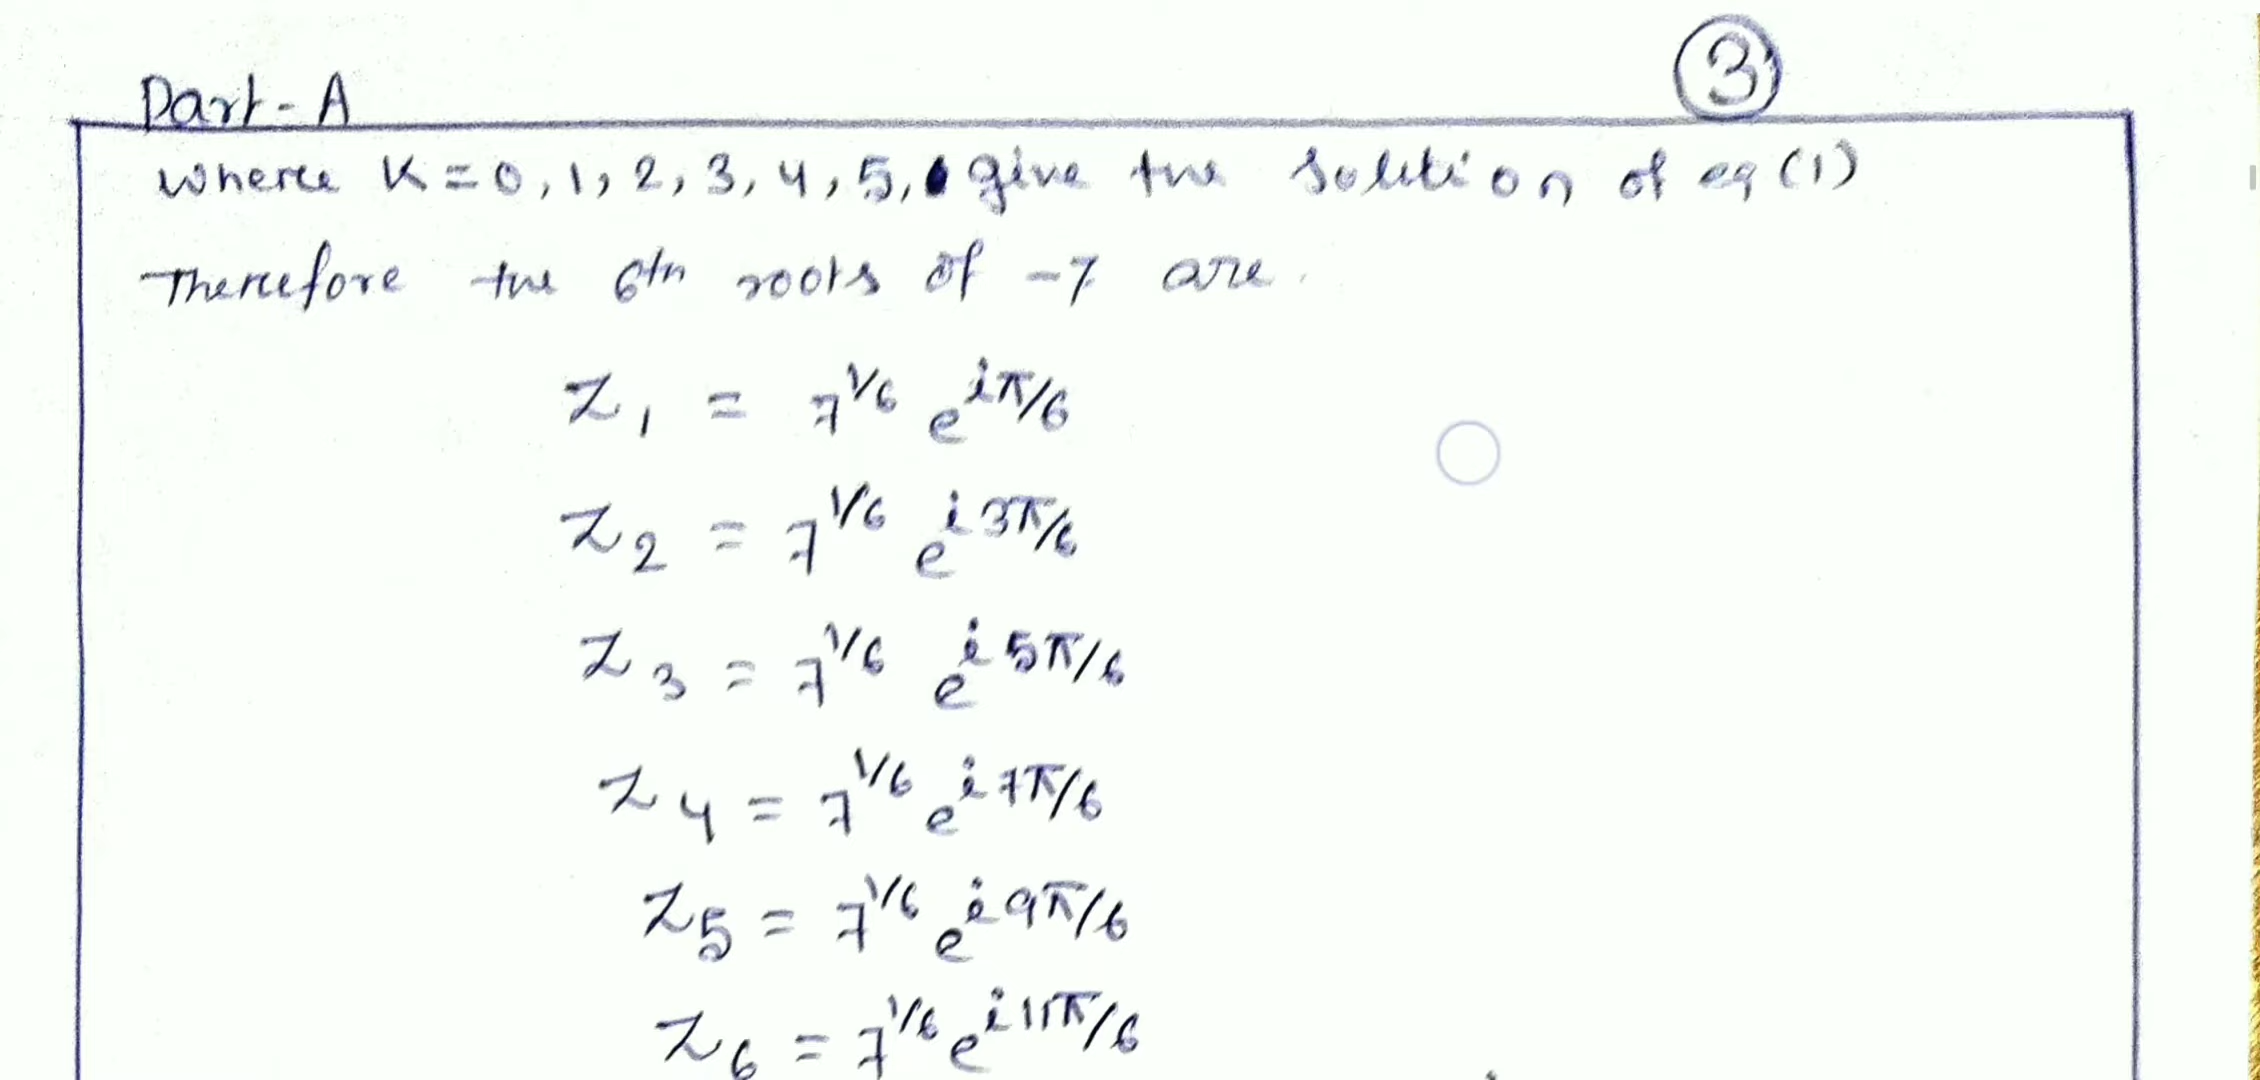 3
Part-A
where K=0,1,2,3,4,5, give the solution of eq(1)
Therefore the 6th roots of -7 are.
Z₁ = 7^1/6 e^iπ/6
Z₂ = 7^1/6 e^i3π/6
Z₃ = 7^1/6 e^i5π/6
Z₄ = 7^1/6 e^i7π/6
Z₅ = 7^1/6 e^i9π/6
Z₆ = 7^1/6 e^i11π/6